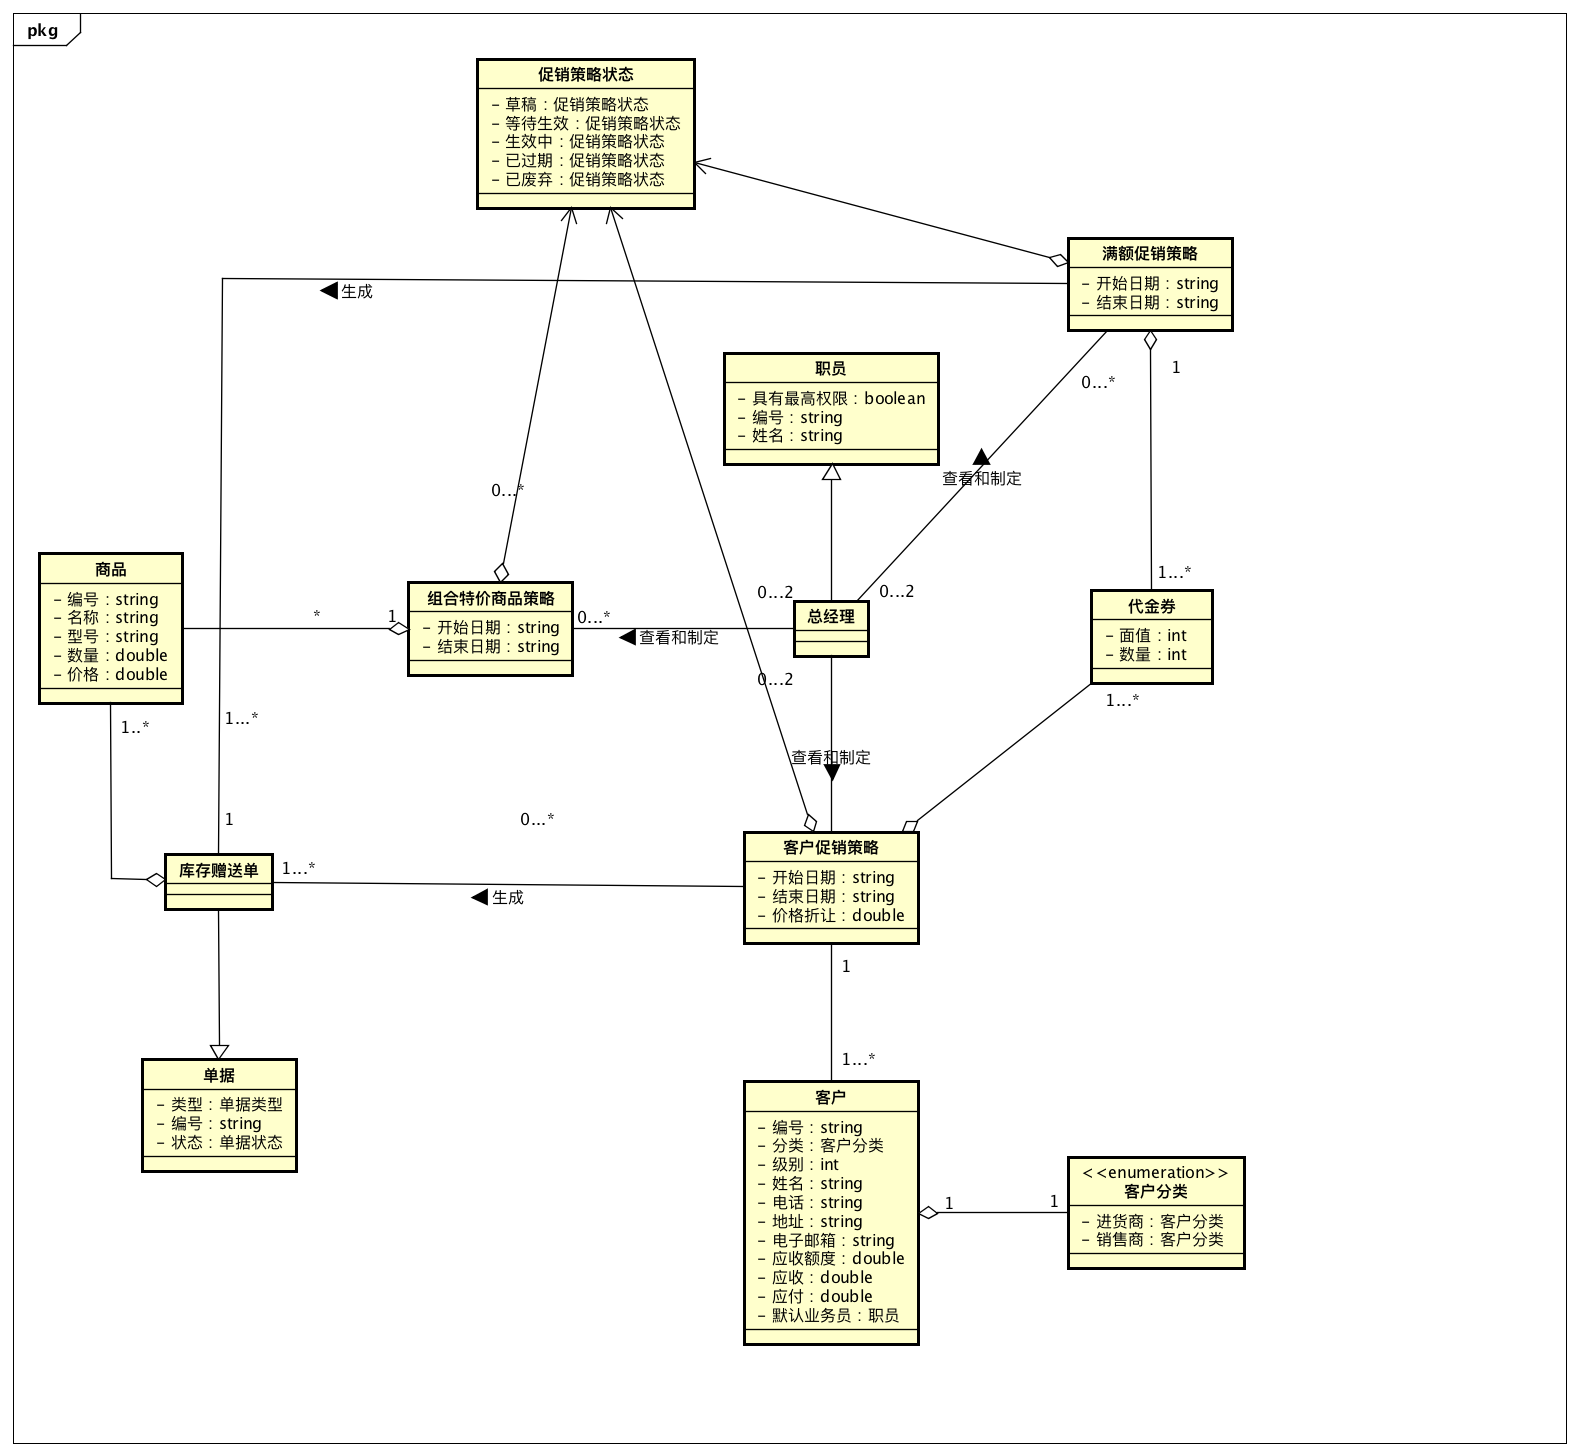 pkg
促销策略状态
- 草稿 : 促销策略状态
- 等待生效 : 促销策略状态
- 生效中 : 促销策略状态
- 已过期 : 促销策略状态
- 已废弃 : 促销策略状态
满额促销策略
- 开始日期 : string
- 结束日期 : string
生成
职员
- 具有最高权限 : boolean
- 编号 : string
- 姓名 : string
1
0...*
查看和制定
0...*
商品
- 编号 : string
- 名称 : string
- 型号 : string
- 数量 : double
- 价格 : double
*
1
组合特价商品策略
- 开始日期 : string
- 结束日期 : string
0...*
查看和制定
0...2
0...2
总经理
1...*
代金券
- 面值 : int
- 数量 : int
0...2
1...*
1..*
1...*
查看和制定
1
0...*
库存赠送单
1...*
生成
客户促销策略
- 开始日期 : string
- 结束日期 : string
- 价格折让 : double
1
1...*
单据
- 类型 : 单据类型
- 编号 : string
- 状态 : 单据状态
客户
- 编号 : string
- 分类 : 客户分类
- 级别 : int
- 姓名 : string
- 电话 : string
- 地址 : string
- 电子邮箱 : string
- 应收额度 : double
- 应收 : double
- 应付 : double
- 默认业务员 : 职员
1
1
<<enumeration>>
客户分类
- 进货商 : 客户分类
- 销售商 : 客户分类